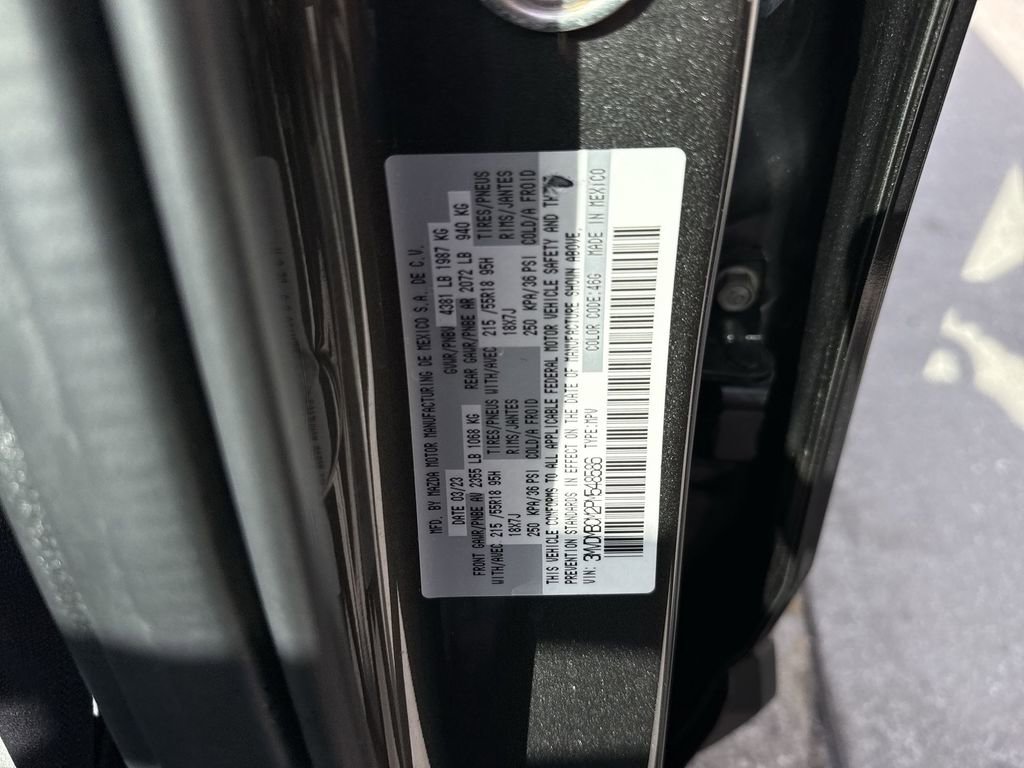 MFD. BY MAZDA MOTOR MANUFACTURING DE MEXICO S.A. DE C.V.
DATE 03/23 GVWR/PNBV 4381 LB 1987 KG
FRONT GAWR/PNBE AV 2355 LB 1068 KG REAR GAWR/PNBE AR 2072 LB 940 KG
WITH/AVEC 215 /55R18 95H TIRES/PNEUS WITH/AVEC 215 /55R18 95H TIRES/PNEUS
18X7J RIMS/JANTES 18X7J RIMS/JANTES
250 KPA/36 PSI COLD/A FROID 250 KPA/36 PSI COLD/A FROID
THIS VEHICLE CONFORMS TO ALL APPLICABLE FEDERAL MOTOR VEHICLE SAFETY AND
PREVENTION STANDARDS IN EFFECT ON THE DATE OF MANUFACTURE SHOWN ABOVE.
VIN: 3MVDMBCY2PM548686 TYPE:MPV COLOR CODE:46G MADE IN MEXICO